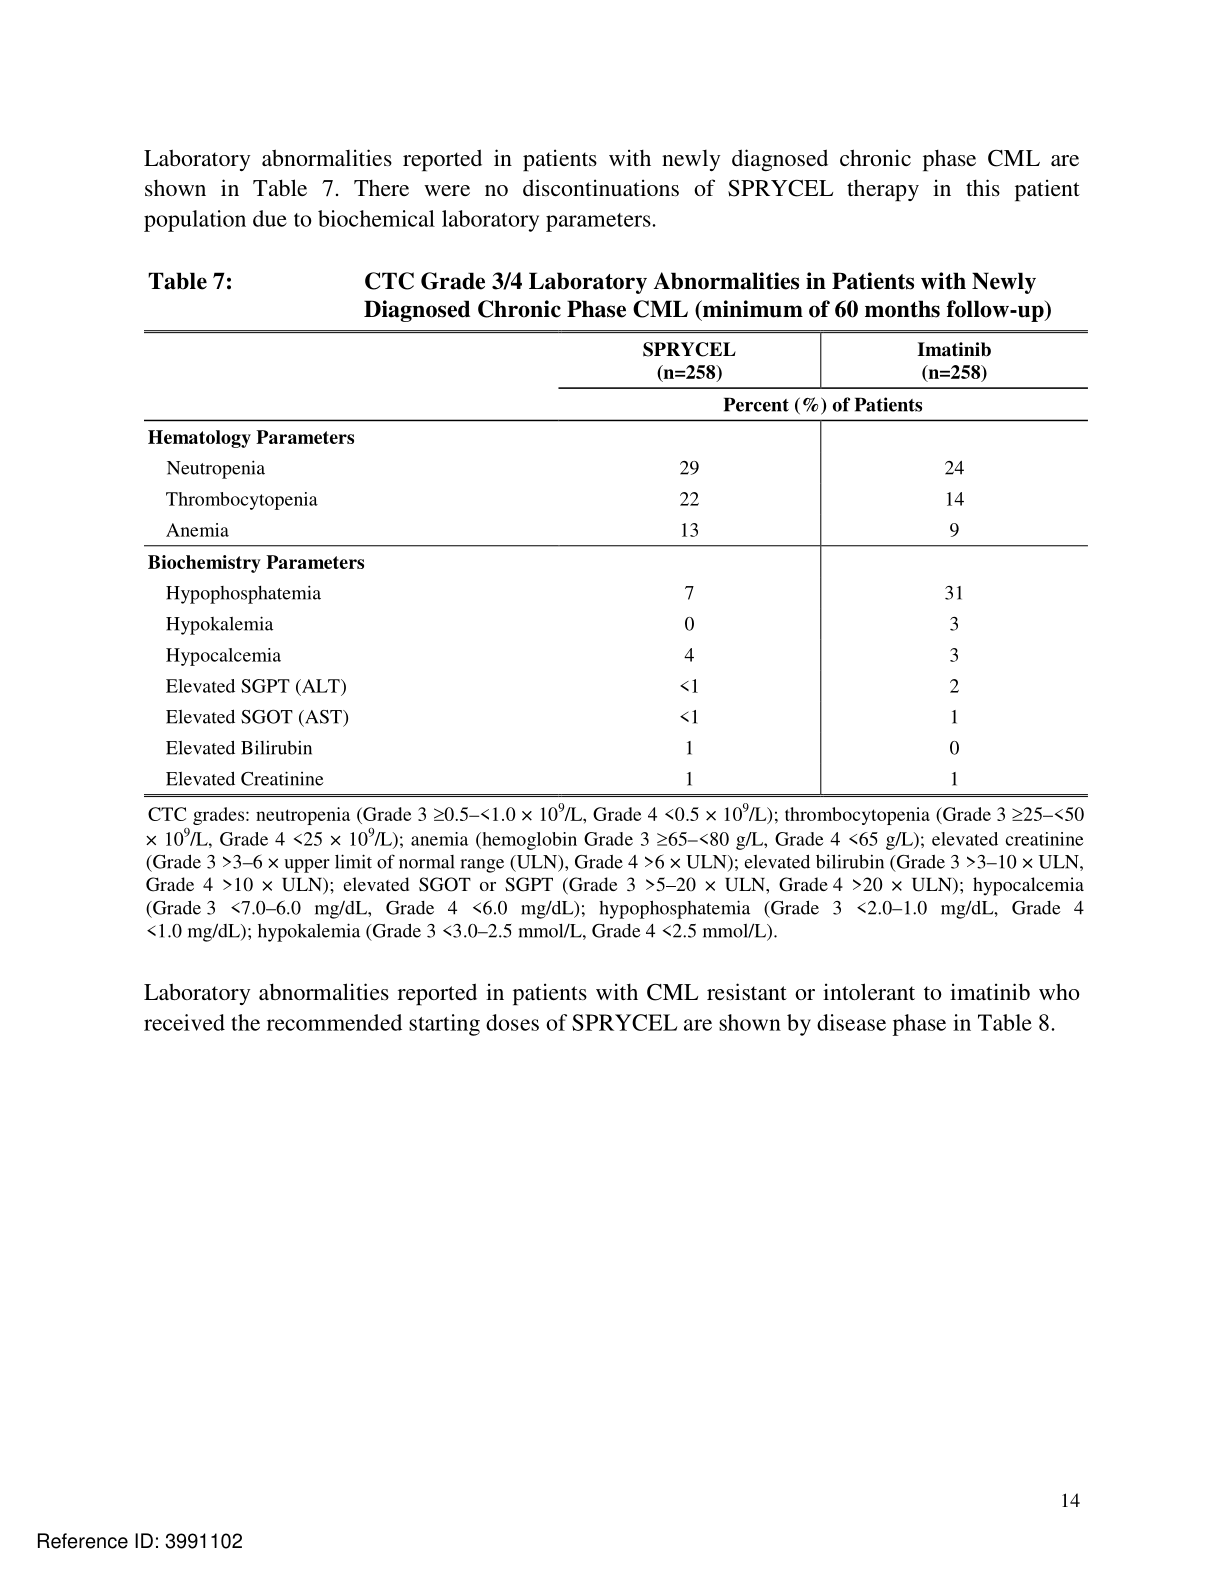 Laboratory abnormalities reported in patients with newly diagnosed chronic phase CML are
shown in Table 7. There were no discontinuations of SPRYCEL therapy in this patient
population due to biochemical laboratory parameters.
Table 7: CTC Grade 3/4 Laboratory Abnormalities in Patients with Newly
Diagnosed Chronic Phase CML (minimum of 60 months follow-up)
SPRYCEL Imatinib
(n=258) (n=258)
Percent (%) of Patients
Hematology Parameters
Neutropenia 29 24
Thrombocytopenia 22 14
Anemia 13 9
Biochemistry Parameters
Hypophosphatemia 7 31
Hypokalemia 0 3
Hypocalcemia 4 3
Elevated SGPT (ALT) <1 2
Elevated SGOT (AST) <1 1
Elevated Bilirubin 1 0
Elevated Creatinine 1 1
CTC grades: neutropenia (Grade 3 ≥0.5–<1.0 × 10⁹/L, Grade 4 <0.5 × 10⁹/L); thrombocytopenia (Grade 3 ≥25–<50
× 10⁹/L, Grade 4 <25 × 10⁹/L); anemia (hemoglobin Grade 3 ≥65–<80 g/L, Grade 4 <65 g/L); elevated creatinine
(Grade 3 >3–6 × upper limit of normal range (ULN), Grade 4 >6 × ULN); elevated bilirubin (Grade 3 >3–10 × ULN,
Grade 4 >10 × ULN); elevated SGOT or SGPT (Grade 3 >5–20 × ULN, Grade 4 >20 × ULN); hypocalcemia
(Grade 3 <7.0–6.0 mg/dL, Grade 4 <6.0 mg/dL); hypophosphatemia (Grade 3 <2.0–1.0 mg/dL, Grade 4
<1.0 mg/dL); hypokalemia (Grade 3 <3.0–2.5 mmol/L, Grade 4 <2.5 mmol/L).
Laboratory abnormalities reported in patients with CML resistant or intolerant to imatinib who
received the recommended starting doses of SPRYCEL are shown by disease phase in Table 8.
14
Reference ID: 3991102